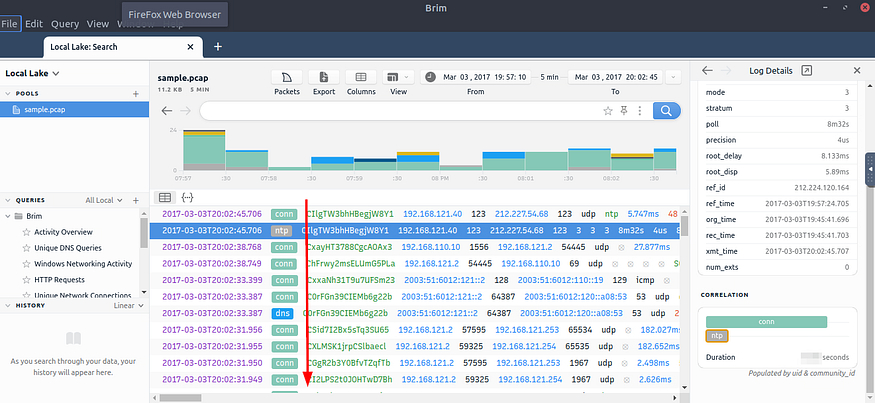 FireFox Web Browser
Brim
File Edit Query View
Local Lake: Search
Local Lake
POOLS
sample.pcap
QUERIES
All Local
Brim
Activity Overview
Unique DNS Queries
Windows Networking Activity
HTTP Requests
Unique Network Connections
HISTORY
Linear
As you search through your data, your
history will appear here.
sample.pcap
11.2 KB 5 MIN
Packets
Export
Columns
View
Mar 03 , 2017 19 : 57 : 10
From
5 min
Mar 03 , 2017 20 : 02 : 45
To
24
18
07:57 :30 07:58 :30 07:59 :30 08 PM :30 08:01 :30 08:02 :30
2017-03-03T20:02:45.706 conn CIlgTW3bhHBegjW8Y1 192.168.121.40 123 212.227.54.68 123 udp ntp 5.747ms 48
2017-03-03T20:02:45.706 ntp CIlgTW3bhHBegjW8Y1 192.168.121.40 123 212.227.54.68 123 3 3 3 8m32s 4us
2017-03-03T20:02:38.768 conn CxayHT3788CgcAOAx3 192.168.110.10 1556 192.168.121.2 54445 udp 27.877ms
2017-03-03T20:02:38.764 conn ChFrwy2msELUmG5PLa 192.168.121.2 54445 192.168.110.10 69 udp
2017-03-03T20:02:33.399 conn CxxaNh31T9u7UFSm23 2003:51:6012:121::2 128 2003:51:6012:110::19 129 icmp
2017-03-03T20:02:33.387 conn C0rFGn39CIEMb6g22b 2003:51:6012:121::2 64387 2003:51:6012:120::a08:53 53 udp
2017-03-03T20:02:33.387 dns C0rFGn39CIEMb6g22b 2003:51:6012:121::2 64387 2003:51:6012:120::a08:53 53 udp 2
2017-03-03T20:02:31.956 conn CSid7I2Bx5sTq3SU65 192.168.121.2 57595 192.168.121.253 65534 udp 182.027ms
2017-03-03T20:02:31.955 conn CXLMSK1jrpCSlbaecl 192.168.121.2 59325 192.168.121.254 65535 udp 182.652ms
2017-03-03T20:02:31.950 conn CGgR2b3Y0BfvTZqfTb 192.168.121.2 57595 192.168.121.253 1967 udp 2.498ms
2017-03-03T20:02:31.949 conn CI2LPS2t0JOHTwD7Bh 192.168.121.2 59325 192.168.121.254 1967 udp 2.626ms
Log Details
mode 3
stratum 3
poll 8m32s
precision 4us
root_delay 8.133ms
root_disp 5.89ms
ref_id 212.224.120.164
ref_time 2017-03-03T19:57:24.705
org_time 2017-03-03T19:45:41.696
rec_time 2017-03-03T19:45:41.703
xmt_time 2017-03-03T20:02:45.707
num_exts 0
CORRELATION
conn
ntp
Duration seconds
Populated by uid & community_id